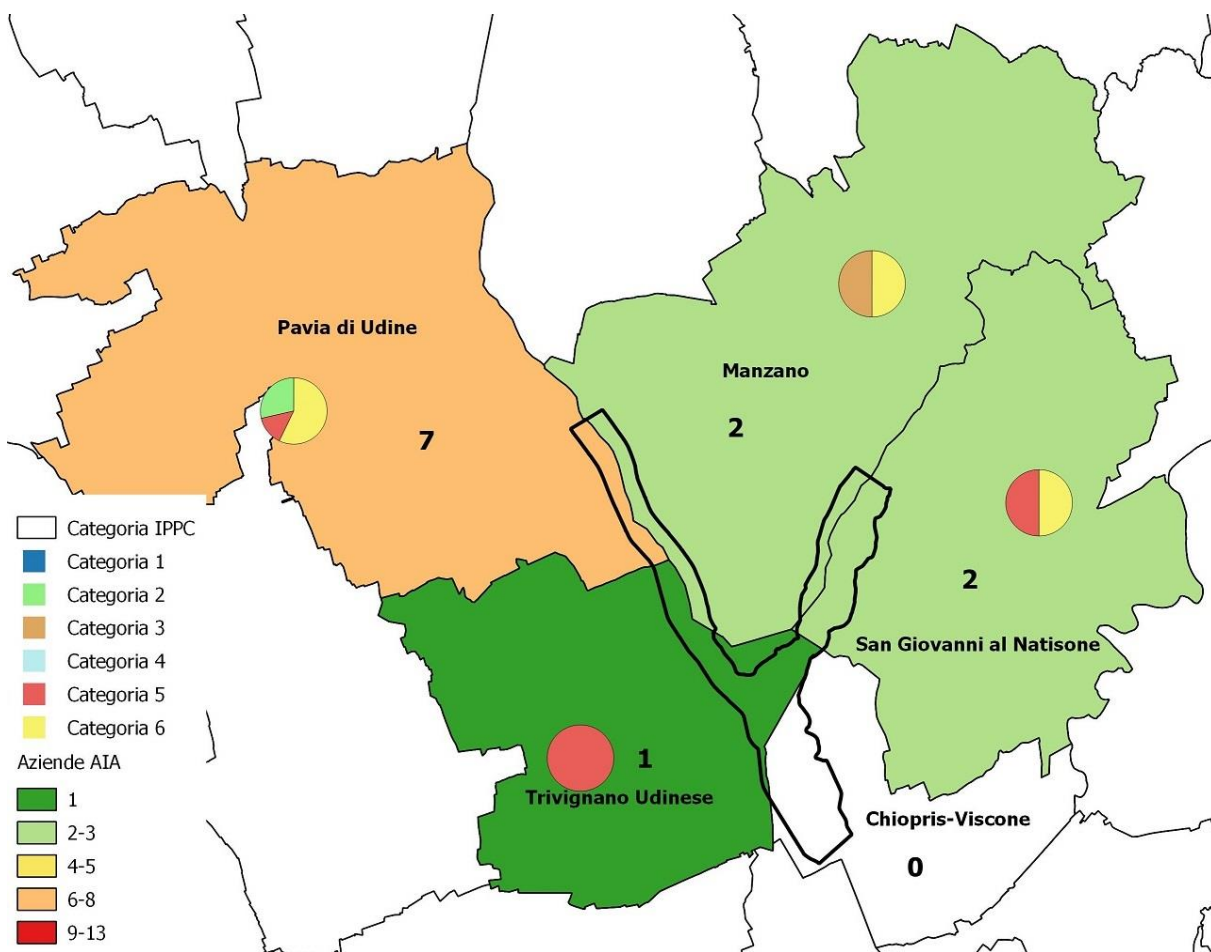 Pavia di Udine
7
Manzano
2
2
San Giovanni al Natisone
1
Trivignano Udinese
Chiopris-Viscone
0
Categoria IPPC
Categoria 1
Categoria 2
Categoria 3
Categoria 4
Categoria 5
Categoria 6
Aziende AIA
1
2-3
4-5
6-8
9-13